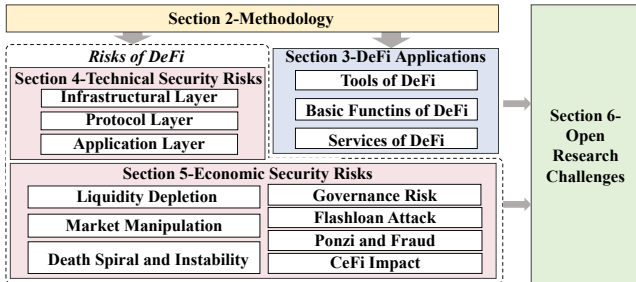 Section 2-Methodology
Risks of DeFi
Section 4-Technical Security Risks
Infrastructural Layer
Protocol Layer
Application Layer
Section 3-DeFi Applications
Tools of DeFi
Basic Functins of DeFi
Services of DeFi
Section 5-Economic Security Risks
Liquidity Depletion
Market Manipulation
Death Spiral and Instability
Governance Risk
Flashloan Attack
Ponzi and Fraud
CeFi Impact
Section 6-
Open
Research
Challenges